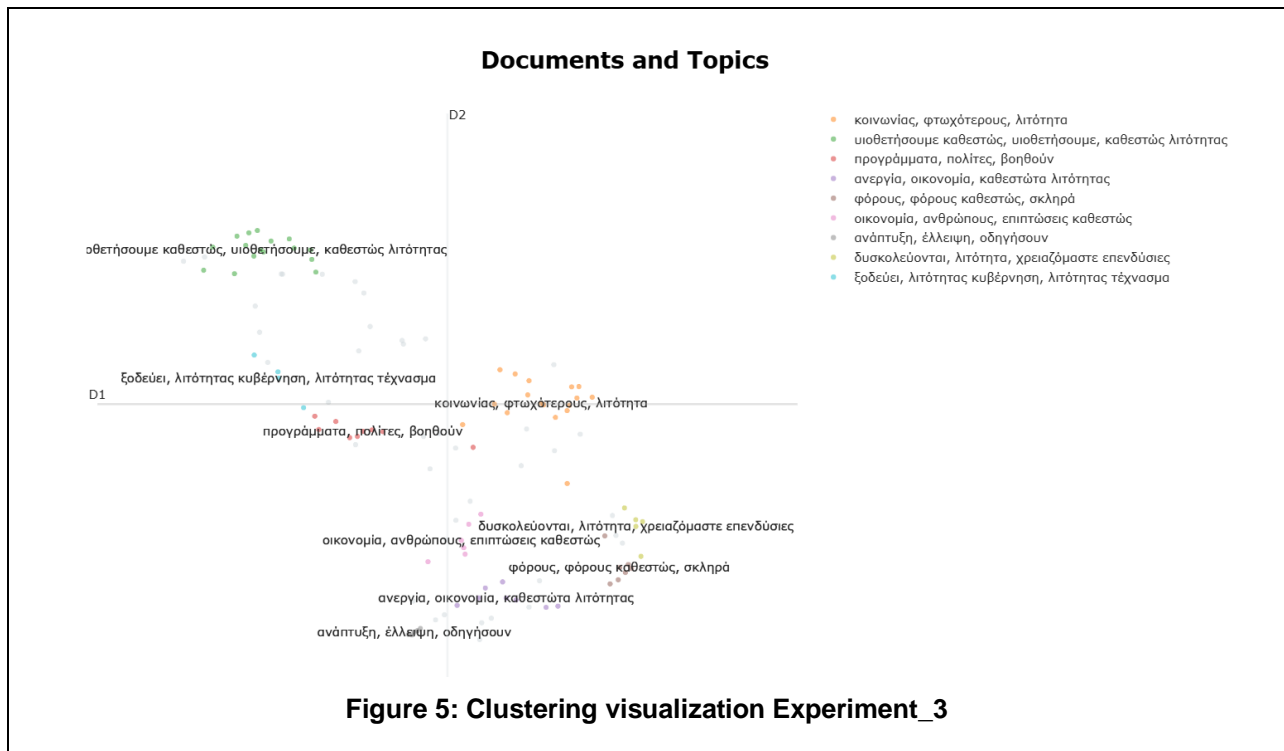 Documents and Topics
D2
κοινωνίας, φτωχότερους, λιτότητα
υιοθετήσουμε καθεστώς, υιοθετήσουμε, καθεστώς λιτότητας
προγράμματα, πολίτες, βοηθούν
ανεργία, οικονομία, καθεστώτα λιτότητας
φόρους, φόρους καθεστώς, σκληρά
οικονομία, ανθρώπους, επιπτώσεις καθεστώς
ανάπτυξη, έλλειψη, οδηγήσουν
δυσκολεύονται, λιτότητα, χρειαζόμαστε επενδύσιες
ξοδεύει, λιτότητας κυβέρνηση, λιτότητας τέχνασμα
οθετήσουμε καθεστώς, υιοθετήσουμε, καθεστώς λιτότητας
ξοδεύει, λιτότητας κυβέρνηση, λιτότητας τέχνασμα
D1
κοινωνίας, φτωχότερους, λιτότητα
προγράμματα, πολίτες, βοηθούν
δυσκολεύονται, λιτότητα, χρειαζόμαστε επενδύσιες
οικονομία, ανθρώπους, επιπτώσεις καθεστώς
φόρους, φόρους καθεστώς, σκληρά
ανεργία, οικονομία, καθεστώτα λιτότητας
ανάπτυξη, έλλειψη, οδηγήσουν
Figure 5: Clustering visualization Experiment_3